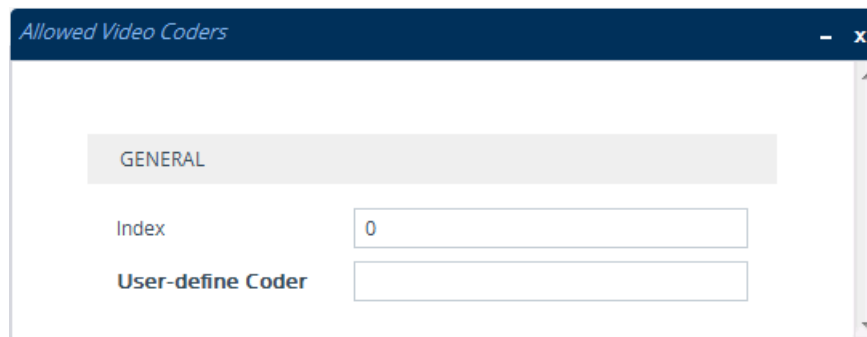 Allowed Video Coders
– x
GENERAL
Index 0
User-define Coder